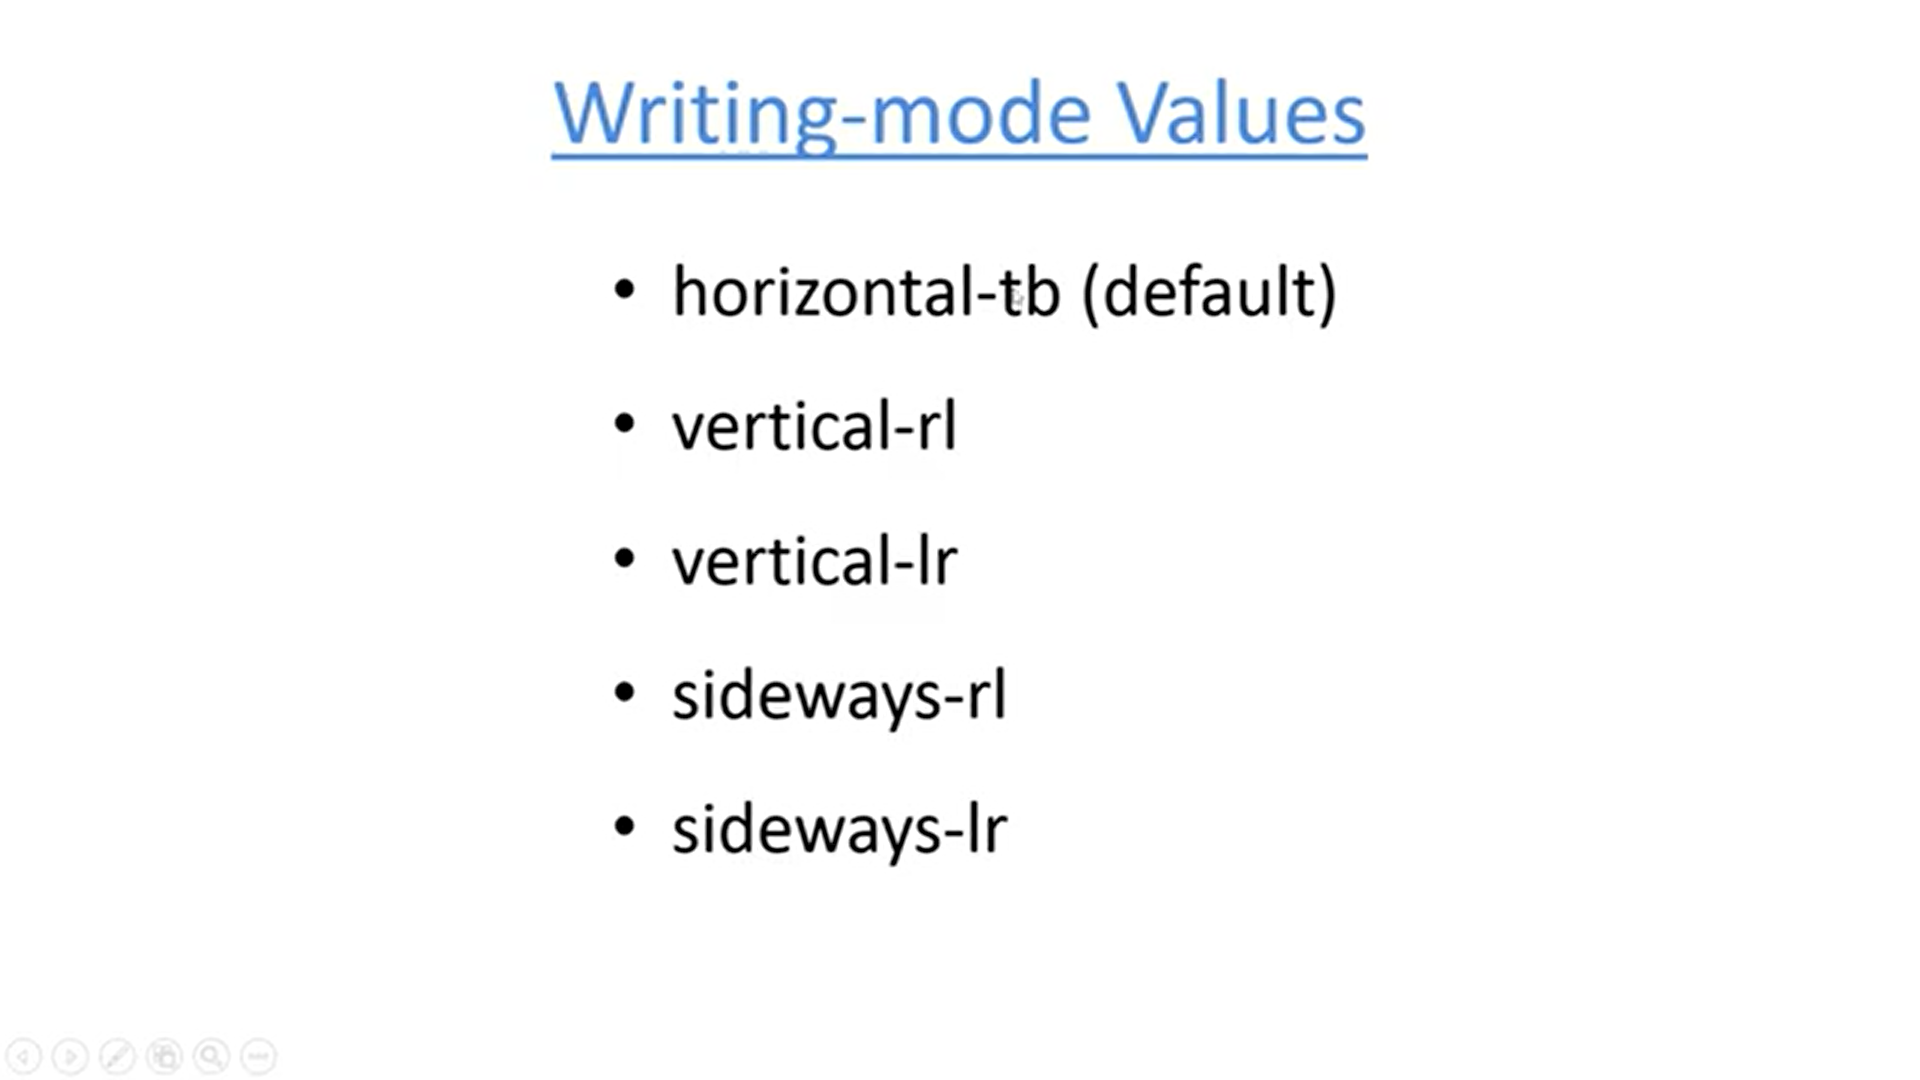 Writing-mode Values
• horizontal-tb (default)
• vertical-rl
• vertical-lr
• sideways-rl
• sideways-lr